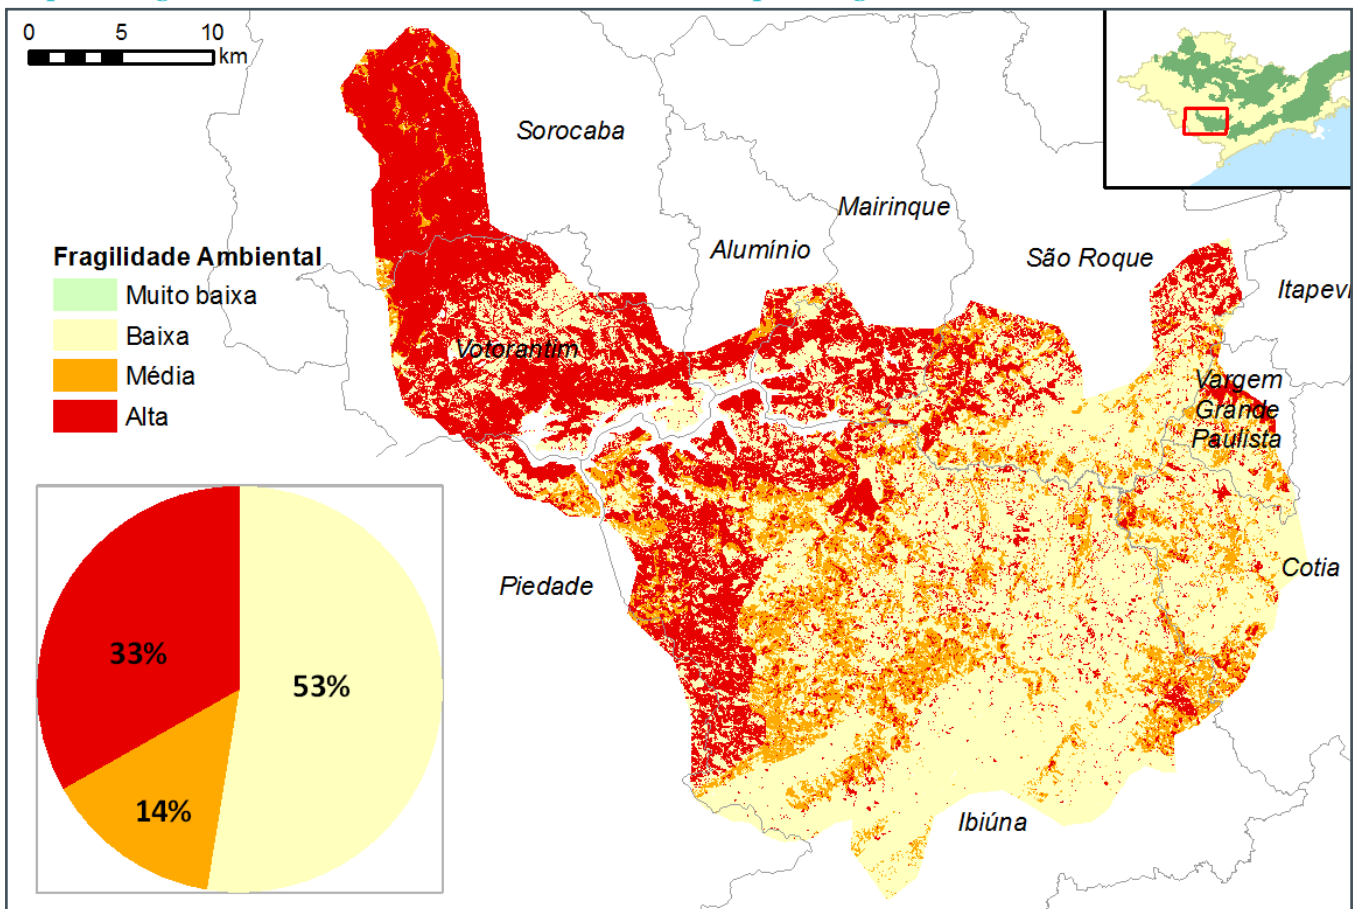 0 5 10
km
Sorocaba
Mairinque
Alumínio
São Roque
Itapevi
Fragilidade Ambiental
Muito baixa
Baixa
Média
Alta
Votorantim
Vargem
Grande
Paulista
Piedade
Cotia
Ibiúna
33%
53%
14%